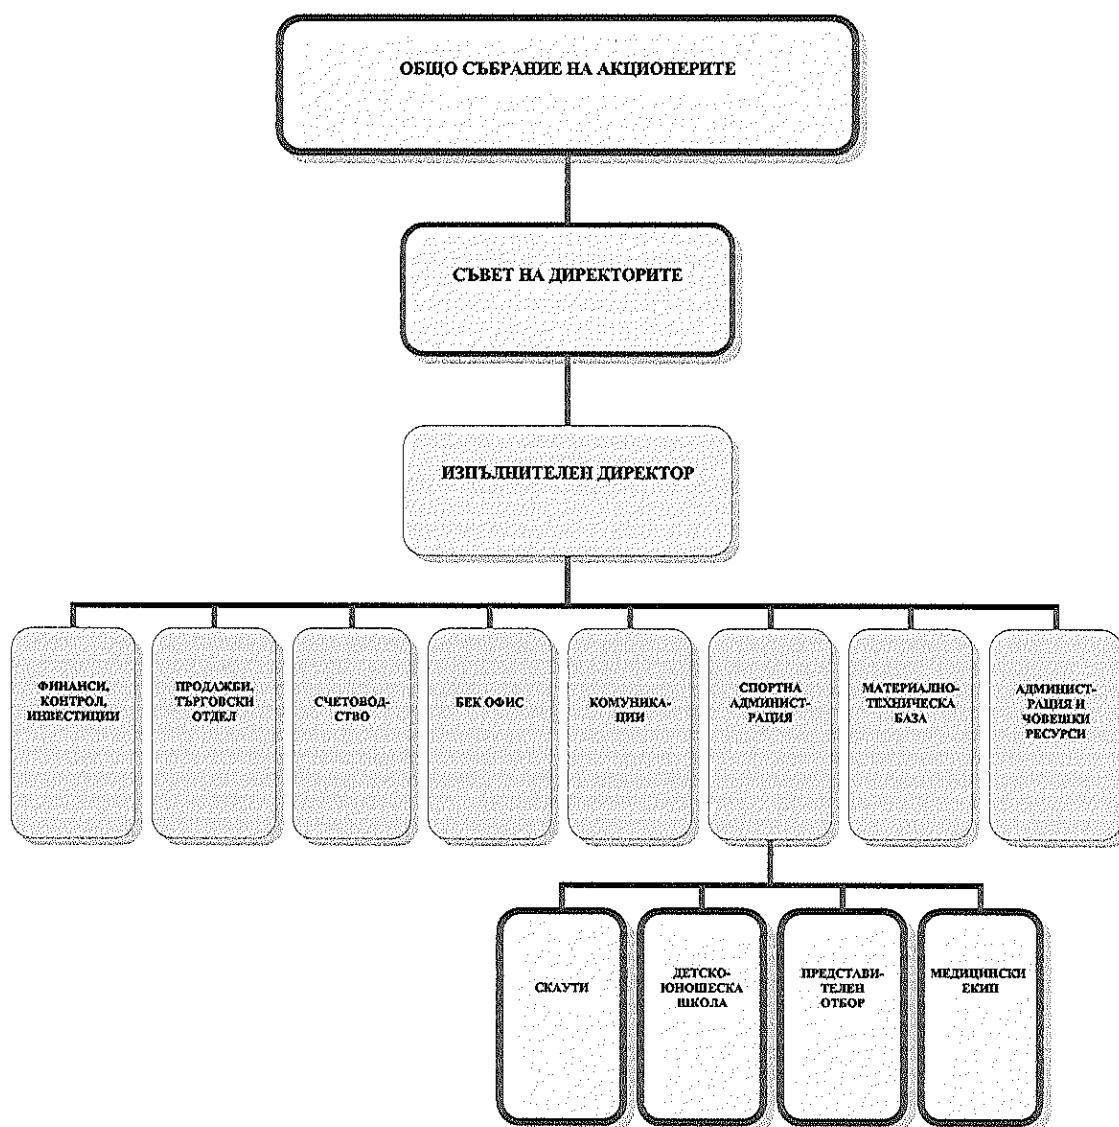 ОБЩО СЪБРАНИЕ НА АКЦИОНЕРИТЕ
СЪВЕТ НА ДИРЕКТОРИТЕ
ИЗПЪЛНИТЕЛЕН ДИРЕКТОР
ФИНАНСИ,
КОНТРОЛ,
ИНВЕСТИЦИИ
ПРОДАЖБИ,
ТЪРГОВСКИ
ОТДЕЛ
СЧЕТОВОД-
СТВО
БЕК ОФИС
КОМУНИКА-
ЦИИ
СПОРТНА
АДМИНИСТ-
РАЦИЯ
МАТЕРИАЛНО-
ТЕХНИЧЕСКА
БАЗА
АДМИНИСТ-
РАЦИЯ И
ЧОВЕШКИ
РЕСУРСИ
СКАУТИ
ДЕТСКО-
ЮНОШЕСКА
ШКОЛА
ПРЕДСТАВИ-
ТЕЛЕН
ОТБОР
МЕДИЦИНСКИ
ЕКИП